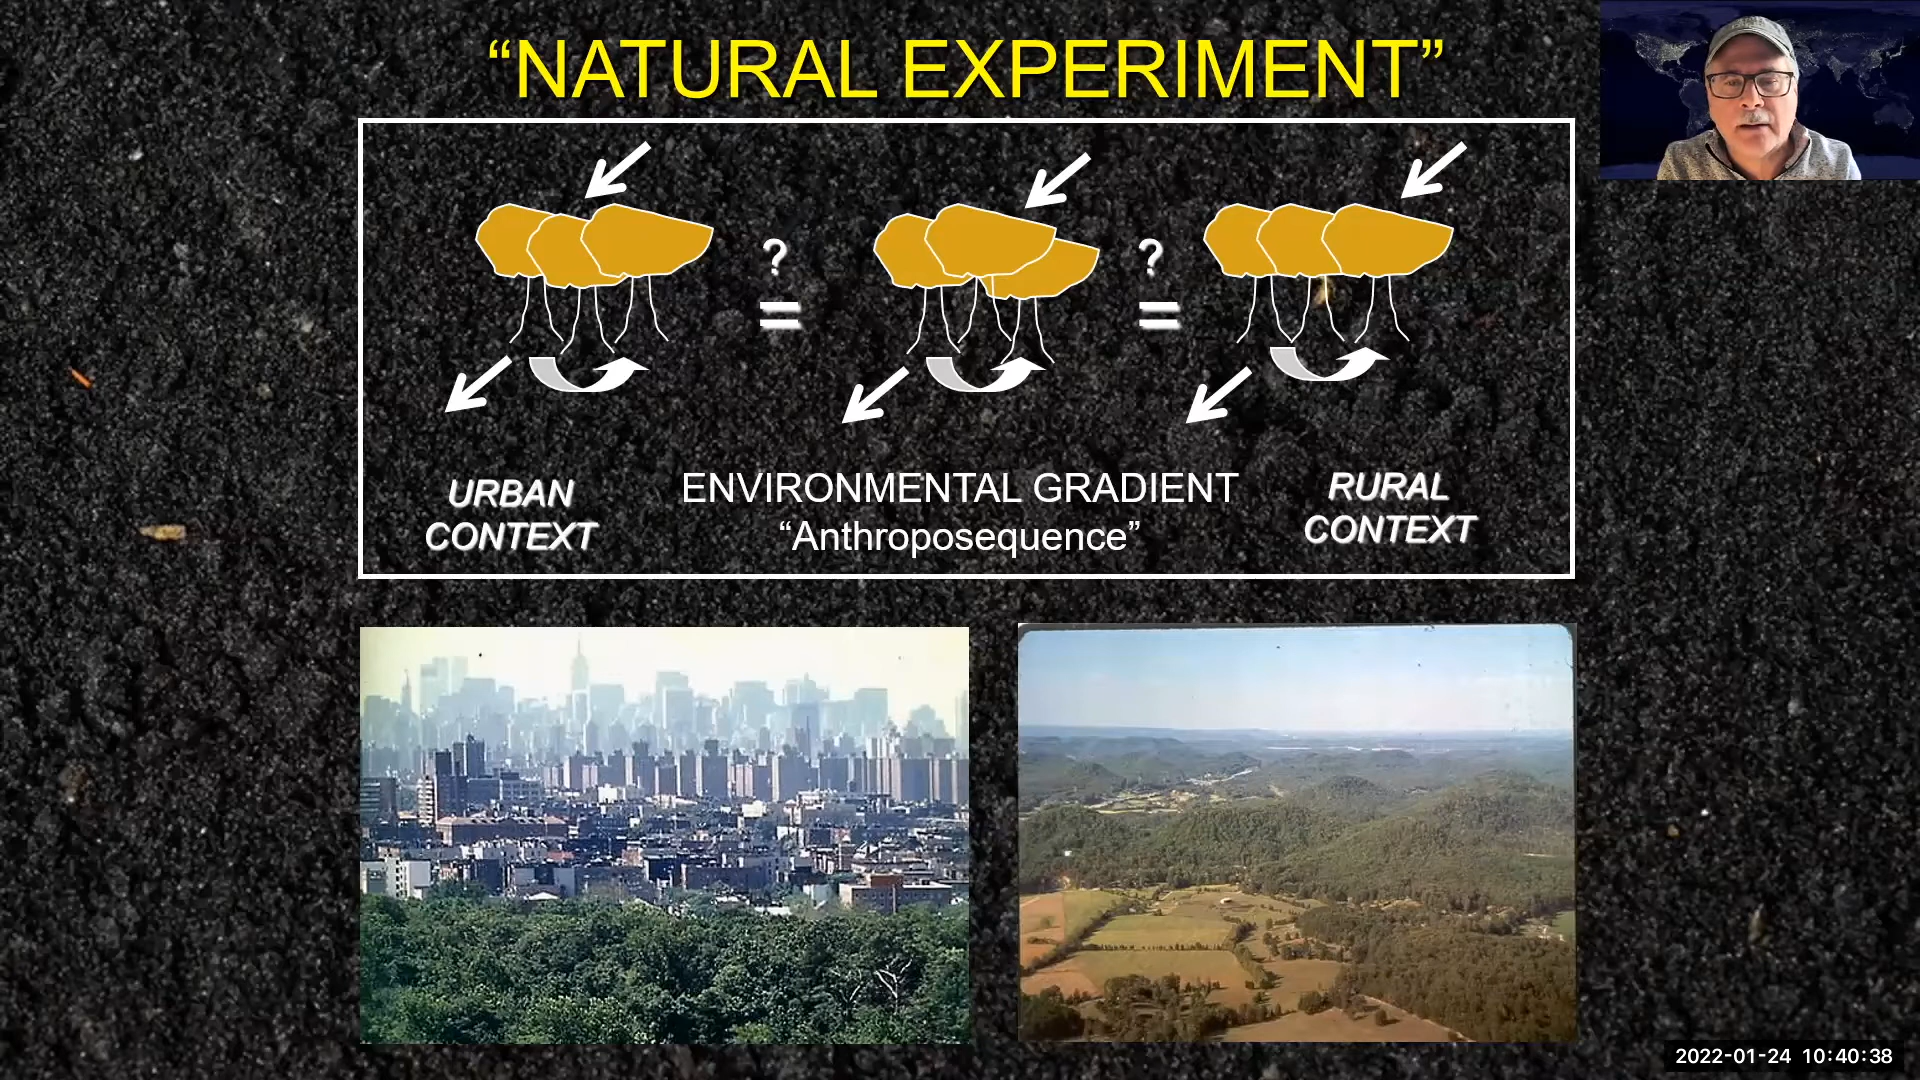 “NATURAL EXPERIMENT”
?
=
?
=
URBAN
CONTEXT
ENVIRONMENTAL GRADIENT
“Anthroposequence”
RURAL
CONTEXT
2022-01-24 10:40:38